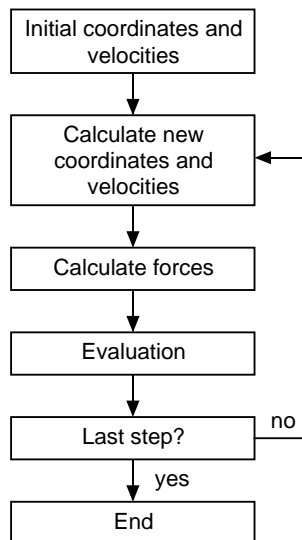 Initial coordinates and
velocities
Calculate new
coordinates and
velocities
Calculate forces
Evaluation
Last step?
no
yes
End